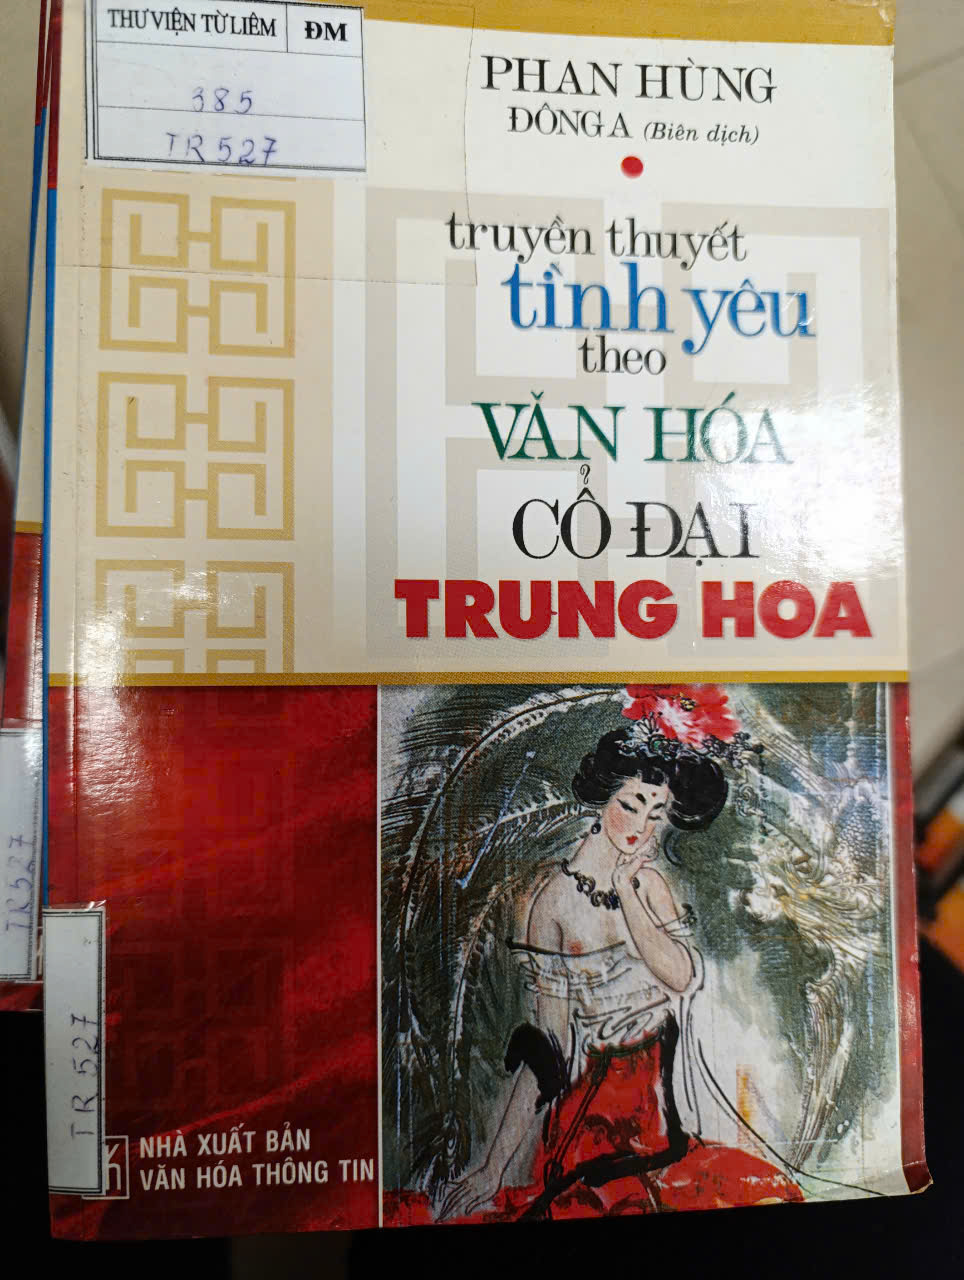 THƯ VIỆN TỪ LIÊM ĐM
385
TR 527
PHAN HÙNG
ĐÔNG A (Biên dịch)
truyền thuyết
tình yêu
theo
VĂN HÓA
CỔ ĐẠI
TRUNG HOA
TR 527
TR 527
NHÀ XUẤT BẢN
VĂN HÓA THÔNG TIN